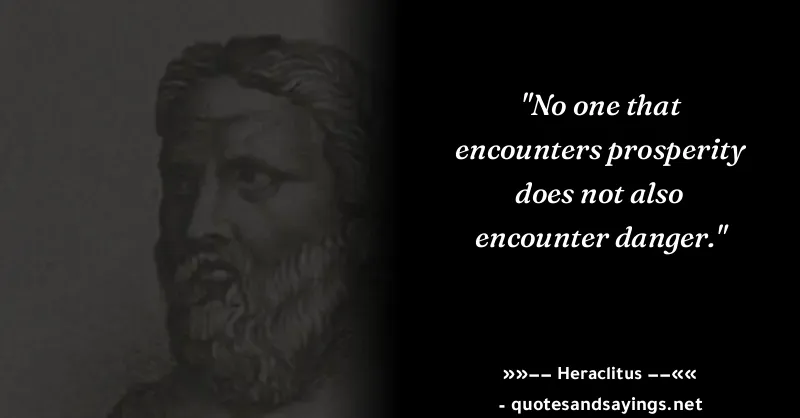 "No one that
encounters prosperity
does not also
encounter danger."
»»−− Heraclitus −−««
- quotesandsayings.net